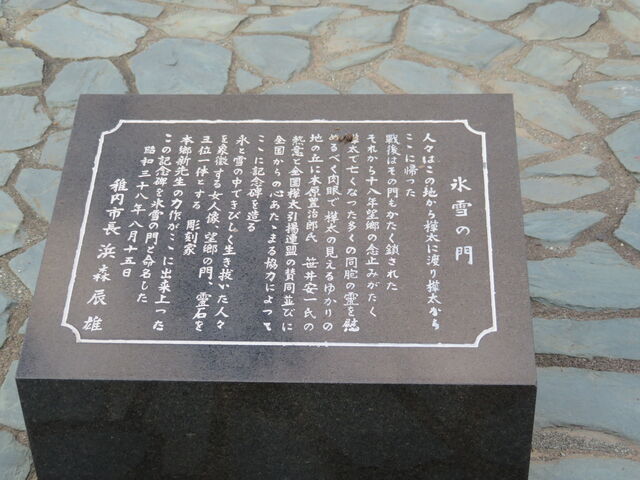 氷雪の門
人々はこの地から樺太に渡り樺太から
ここに帰った
戦後はその門もかたく鎖された
それから十八年望郷の念止みがたく
樺太で亡くなった多くの同胞の霊を慰
めるべく肉眼で樺太の見えるゆかりの
地の丘に木原豊治郎氏 笹井安一氏の
熱意と全国樺太引揚連盟の賛同並びに
全国からの心あたたまる協力によって
ここに記念碑を造る
氷と雪の中できびしく生き抜いた人々
を象徴する女人像 望郷の門、霊石を
三位一体とする 彫刻家
本郷新先生の力作がここに出来上った
この記念碑を氷雪の門と命名した
昭和三十八年八月十五日
稚内市長 浜森辰雄